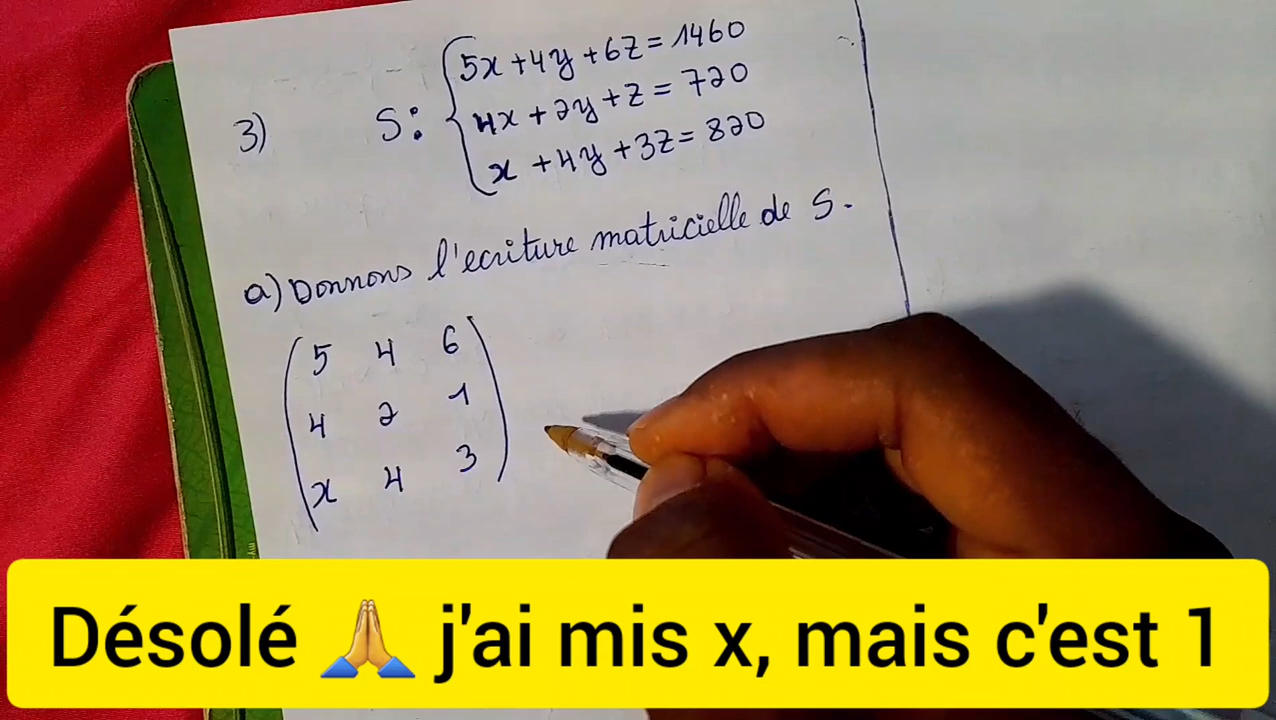 3) S: { 5x + 4y + 6z = 1460
4x + 2y + z = 720
x + 4y + 3z = 820
a) Donnons l'ecriture matricielle de S.
5 4 6
4 2 1
x 4 3
Désolé 🙏 j'ai mis x, mais c'est 1